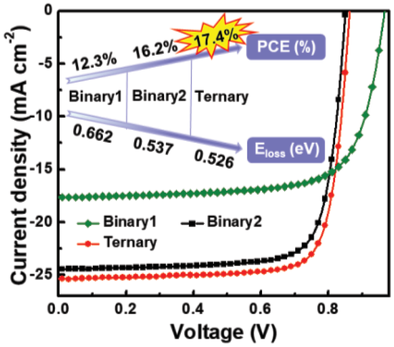 0
-5
-10
-15
-20
-25
0.0 0.2 0.4 0.6 0.8
Current density (mA cm⁻²)
Voltage (V)
12.3% 16.2% 17.4% PCE (%)
Binary1 Binary2 Ternary
0.662 0.537 0.526 E_loss (eV)
Binary1 Binary2
Ternary